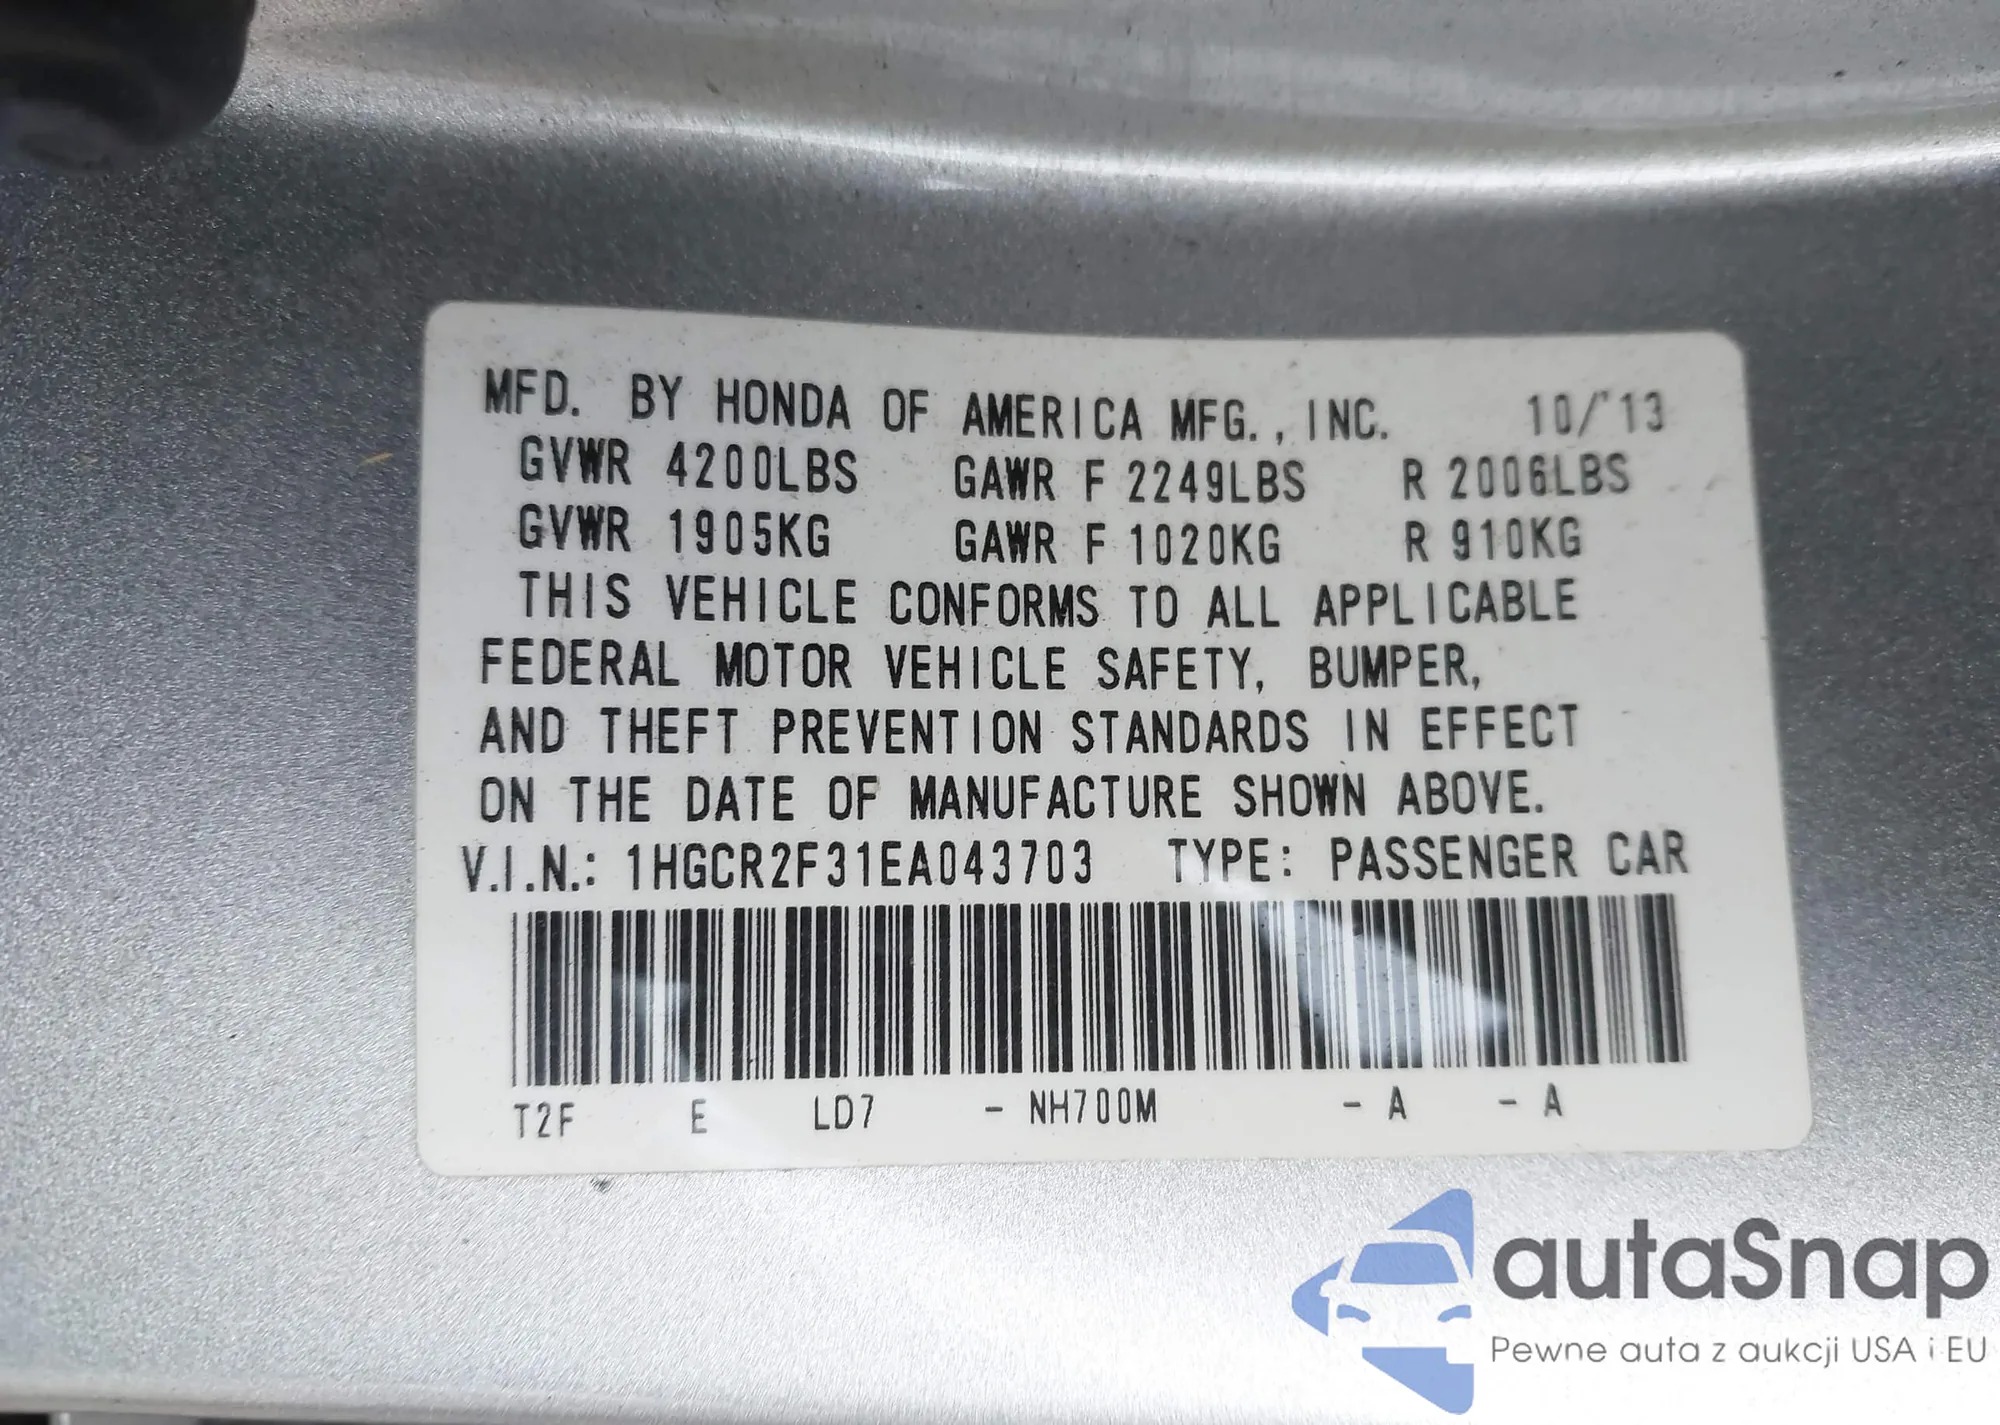 MFD. BY HONDA OF AMERICA MFG., INC. 10/'13
GVWR 4200LBS GAWR F 2249LBS R 2006LBS
GVWR 1905KG GAWR F 1020KG R 910KG
THIS VEHICLE CONFORMS TO ALL APPLICABLE
FEDERAL MOTOR VEHICLE SAFETY, BUMPER,
AND THEFT PREVENTION STANDARDS IN EFFECT
ON THE DATE OF MANUFACTURE SHOWN ABOVE.
V.I.N.: 1HGCR2F31EA043703 TYPE: PASSENGER CAR
T2F E LD7 - NH700M - A - A
autaSnap
Pewne auta z aukcji USA i EU